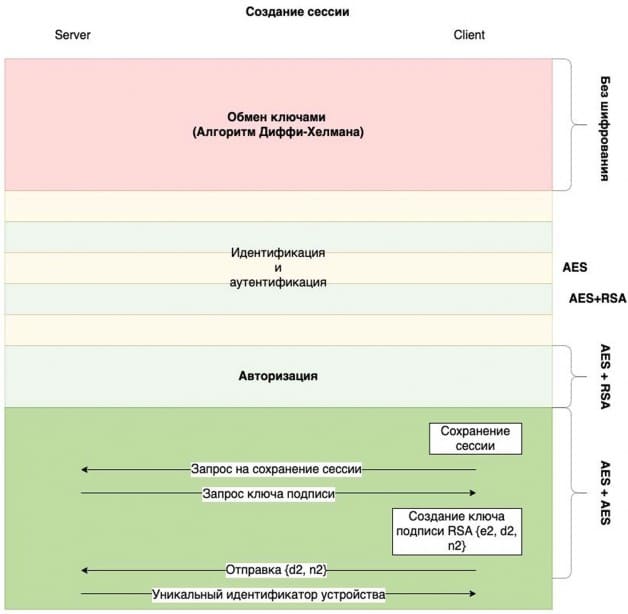 Создание сессии
Server
Client
Обмен ключами
(Алгоритм Диффи-Хелмана)
Без шифрования
Идентификация
и
аутентификация
AES
AES+RSA
Авторизация
AES + RSA
Сохранение
сессии
Запрос на сохранение сессии
Запрос ключа подписи
AES + AES
Создание ключа
подписи RSA {e2, d2,
n2}
Отправка {d2, n2}
Уникальный идентификатор устройства